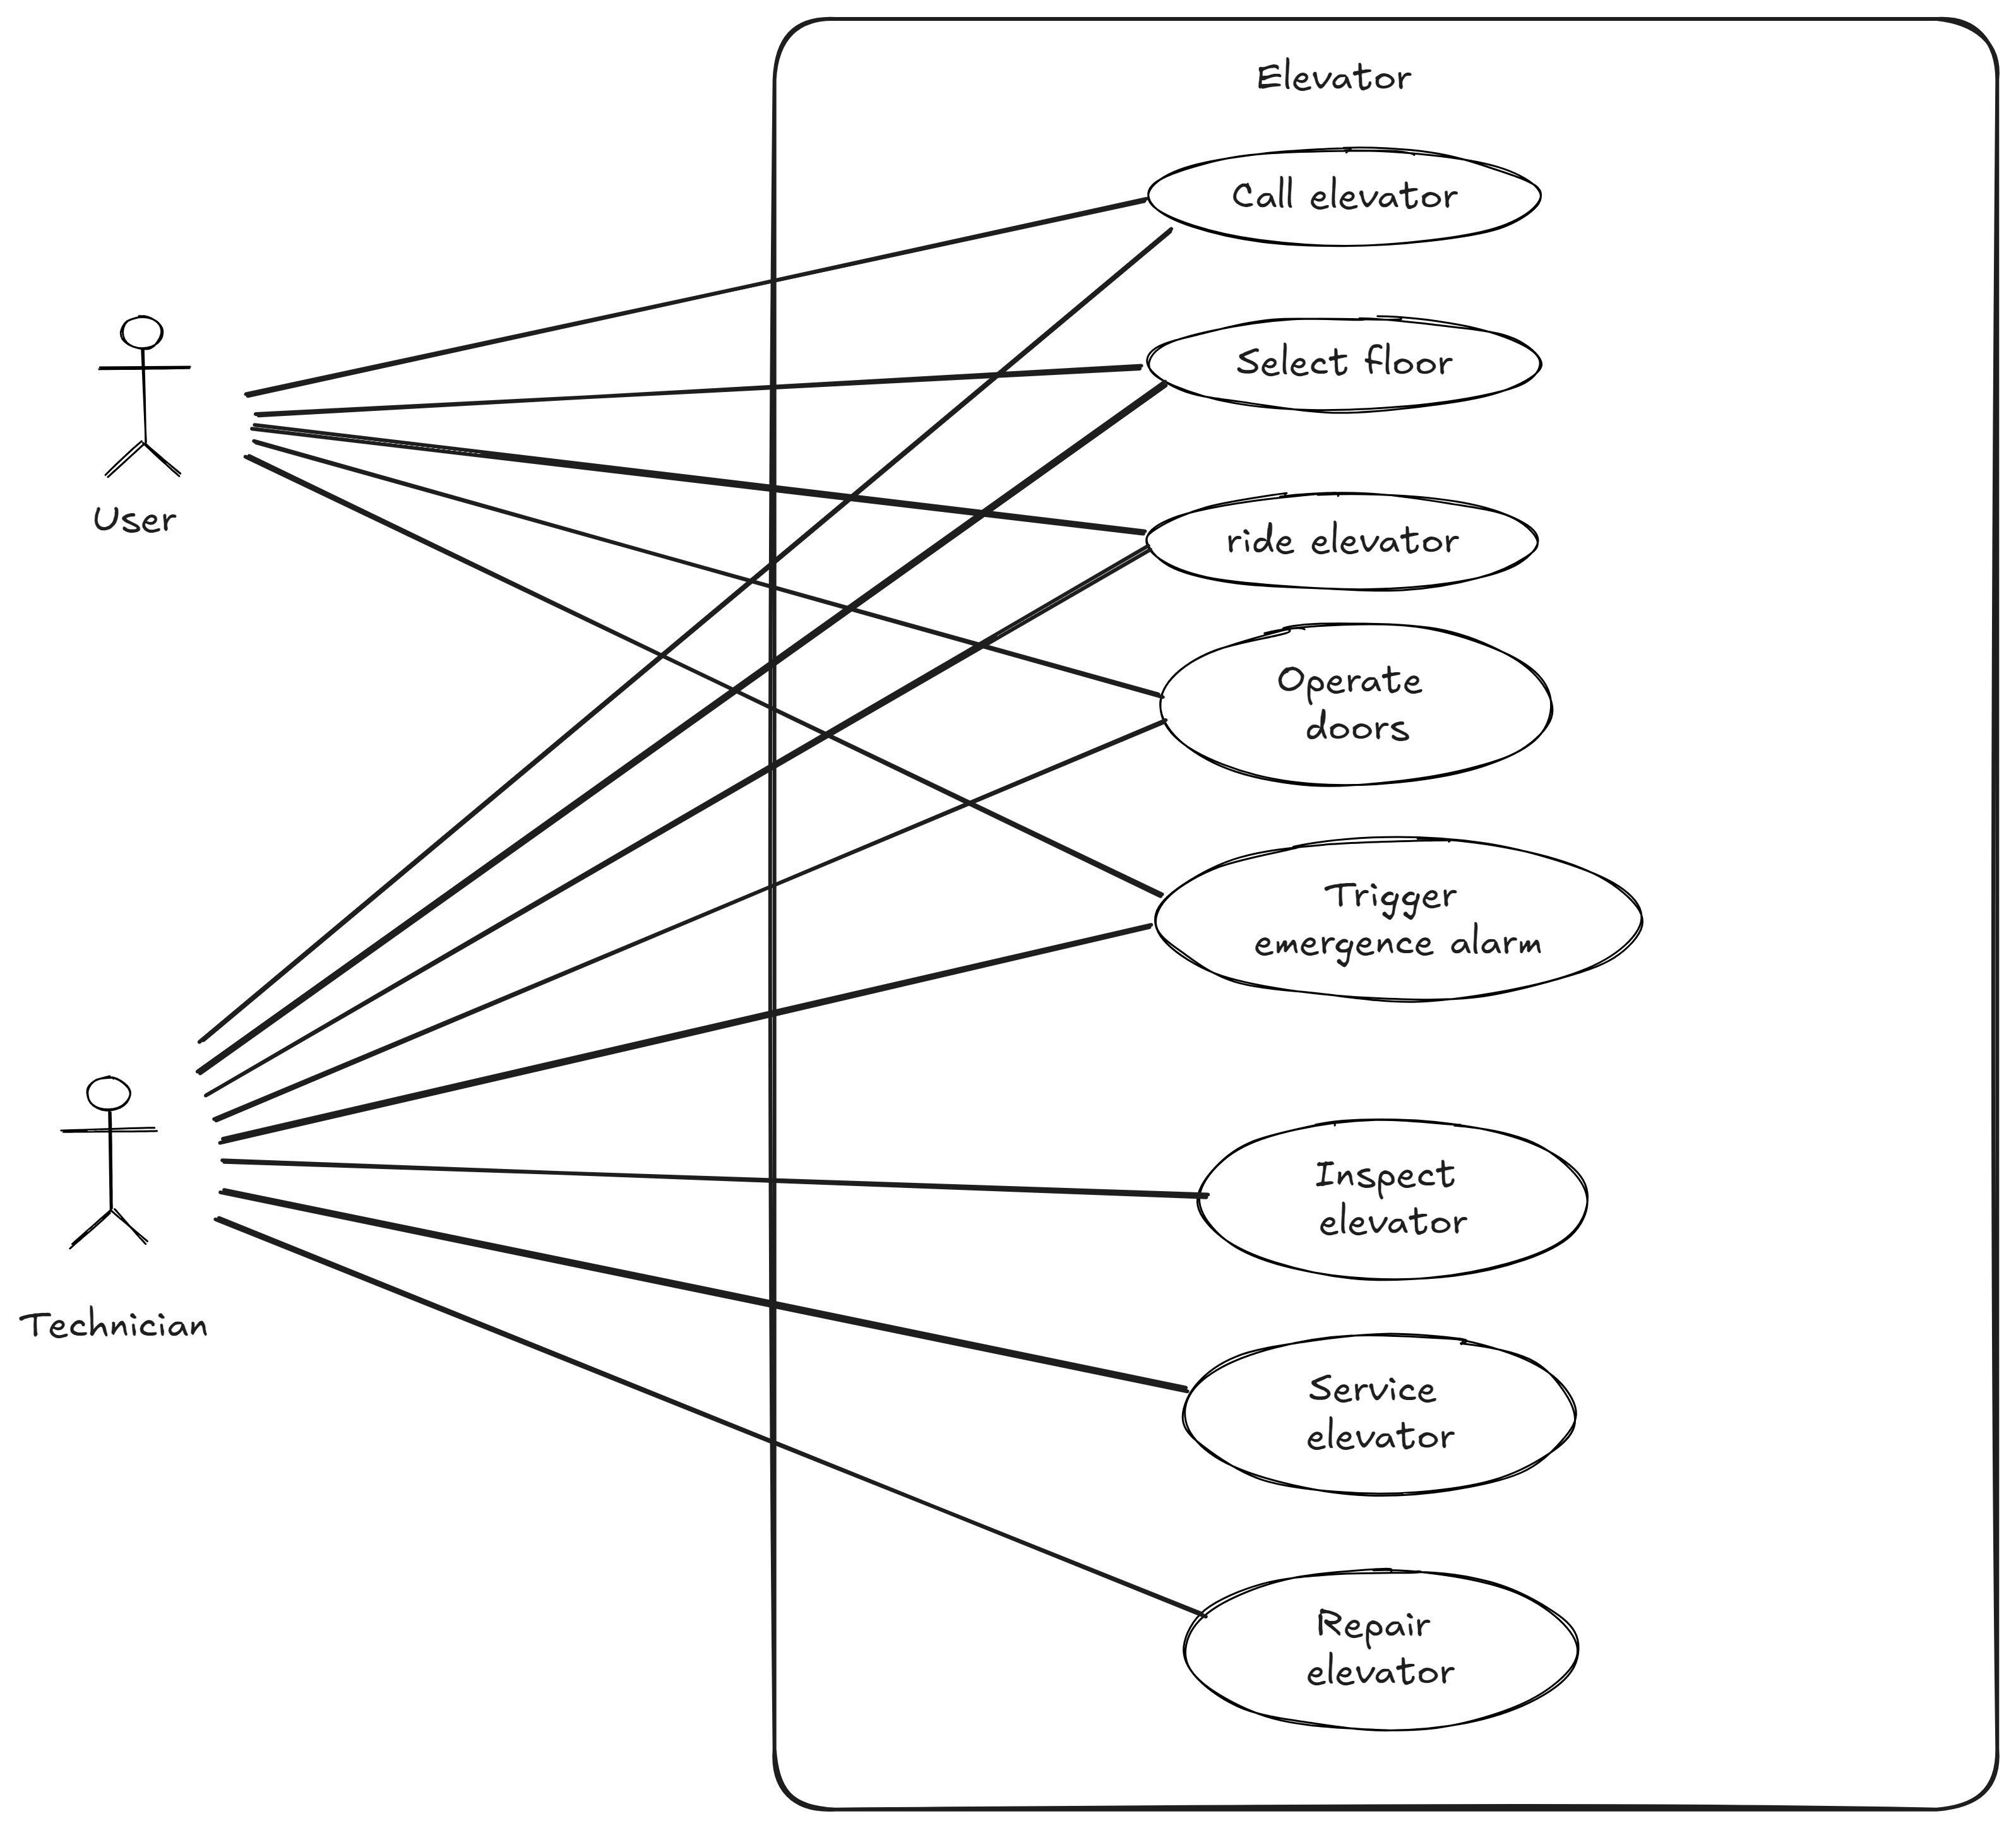 Elevator
Call elevator
Select floor
User
ride elevator
Operate
doors
Trigger
emergence alarm
Technician
Inspect
elevator
Service
elevator
Repair
elevator